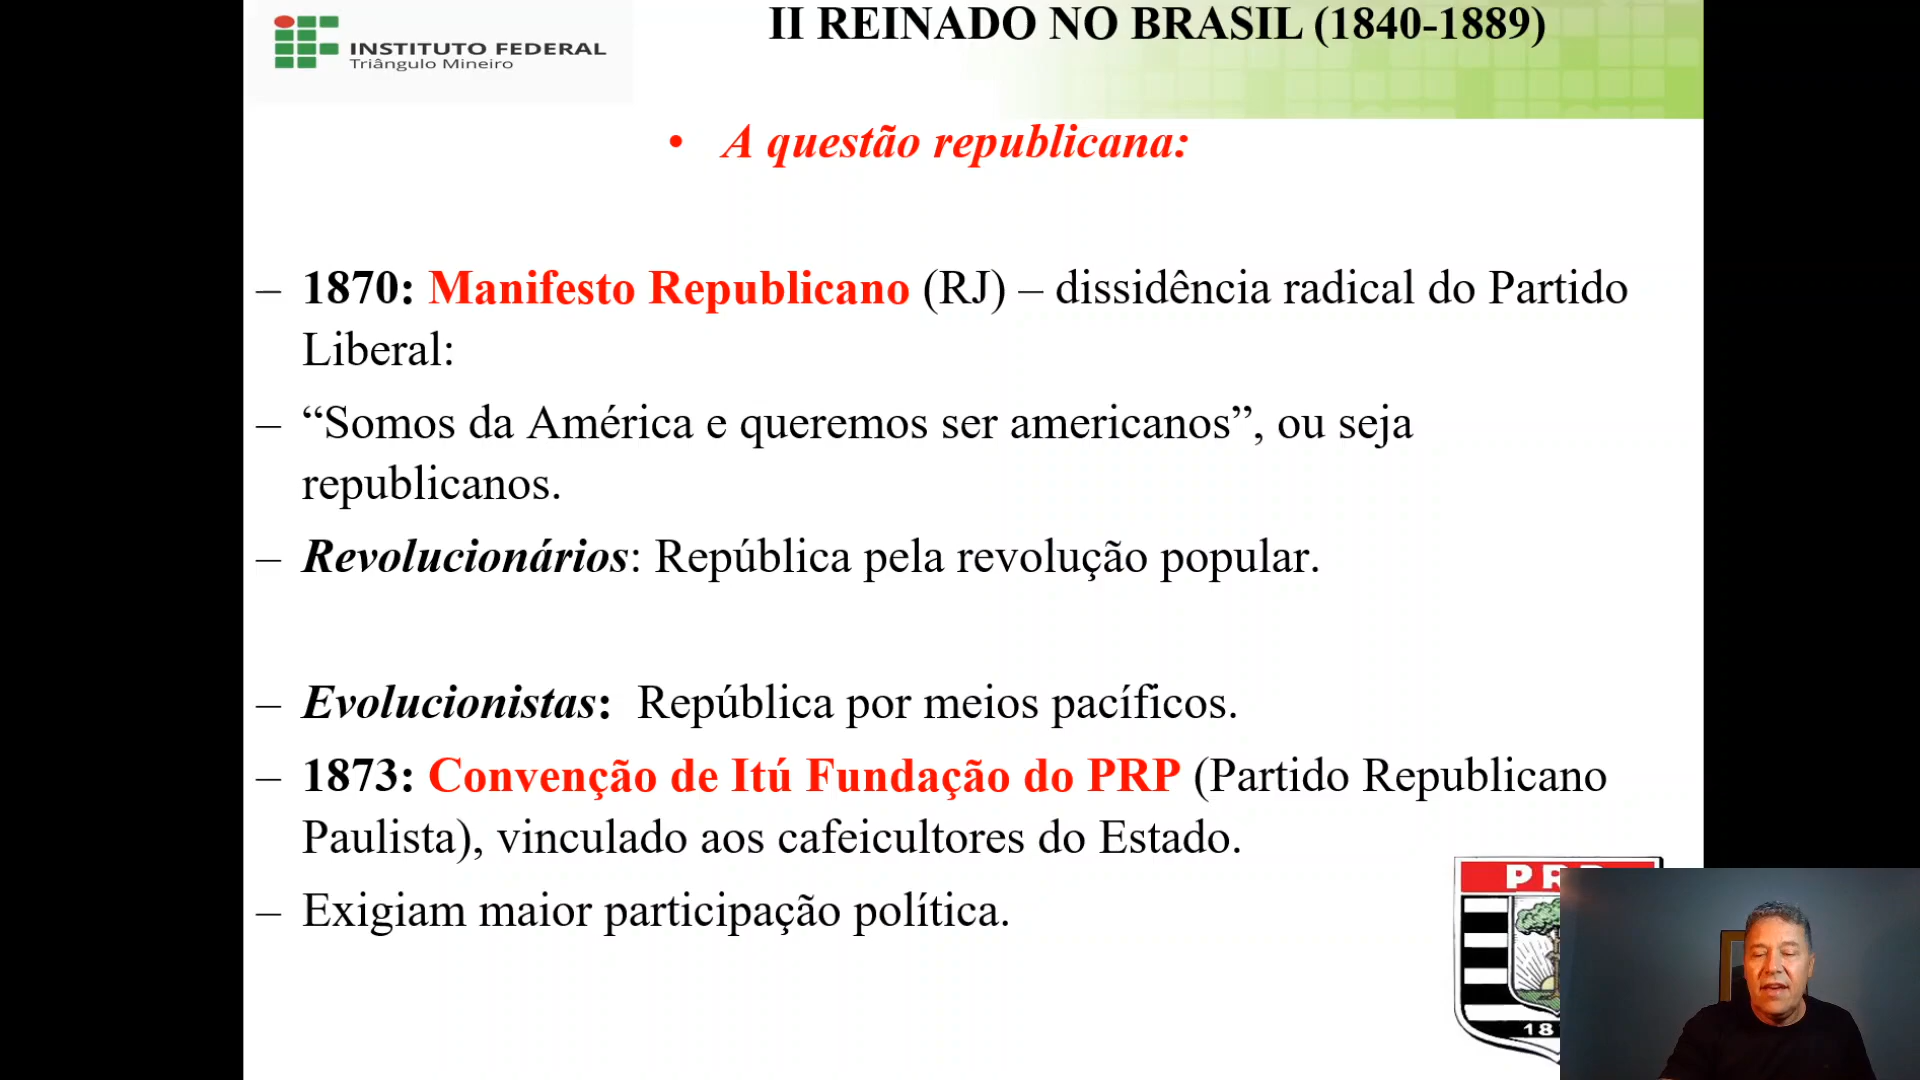 II REINADO NO BRASIL (1840-1889)
INSTITUTO FEDERAL
Triângulo Mineiro
• A questão republicana:
– 1870: Manifesto Republicano (RJ) – dissidência radical do Partido
Liberal:
– “Somos da América e queremos ser americanos”, ou seja
republicanos.
– Revolucionários: República pela revolução popular.
– Evolucionistas: República por meios pacíficos.
– 1873: Convenção de Itú Fundação do PRP (Partido Republicano
Paulista), vinculado aos cafeicultores do Estado.
– Exigiam maior participação política.